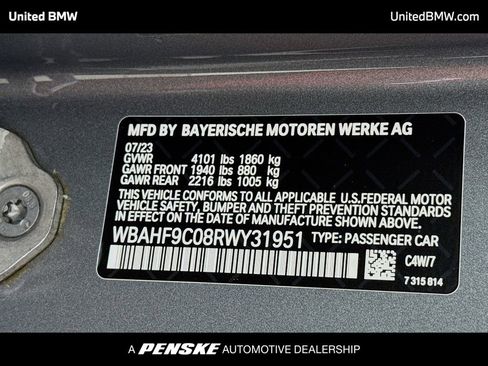 United BMW UnitedBMW.com
MFD BY BAYERISCHE MOTOREN WERKE AG
07/23
GVWR 4101 lbs 1860 kg
GAWR FRONT 1940 lbs 880 kg
GAWR REAR 2216 lbs 1005 kg
THIS VEHICLE CONFORMS TO ALL APPLICABLE U.S.FEDERAL MOTOR
VEHICLE SAFETY, BUMPER AND THEFT PREVENTION STANDARDS IN
EFFECT ON THE DATE OF MANUFACTURE SHOWN ABOVE.
WBAHF9C08RWY31951 TYPE: PASSENGER CAR
C4W/7
7 315 814
A PENSKE AUTOMOTIVE DEALERSHIP